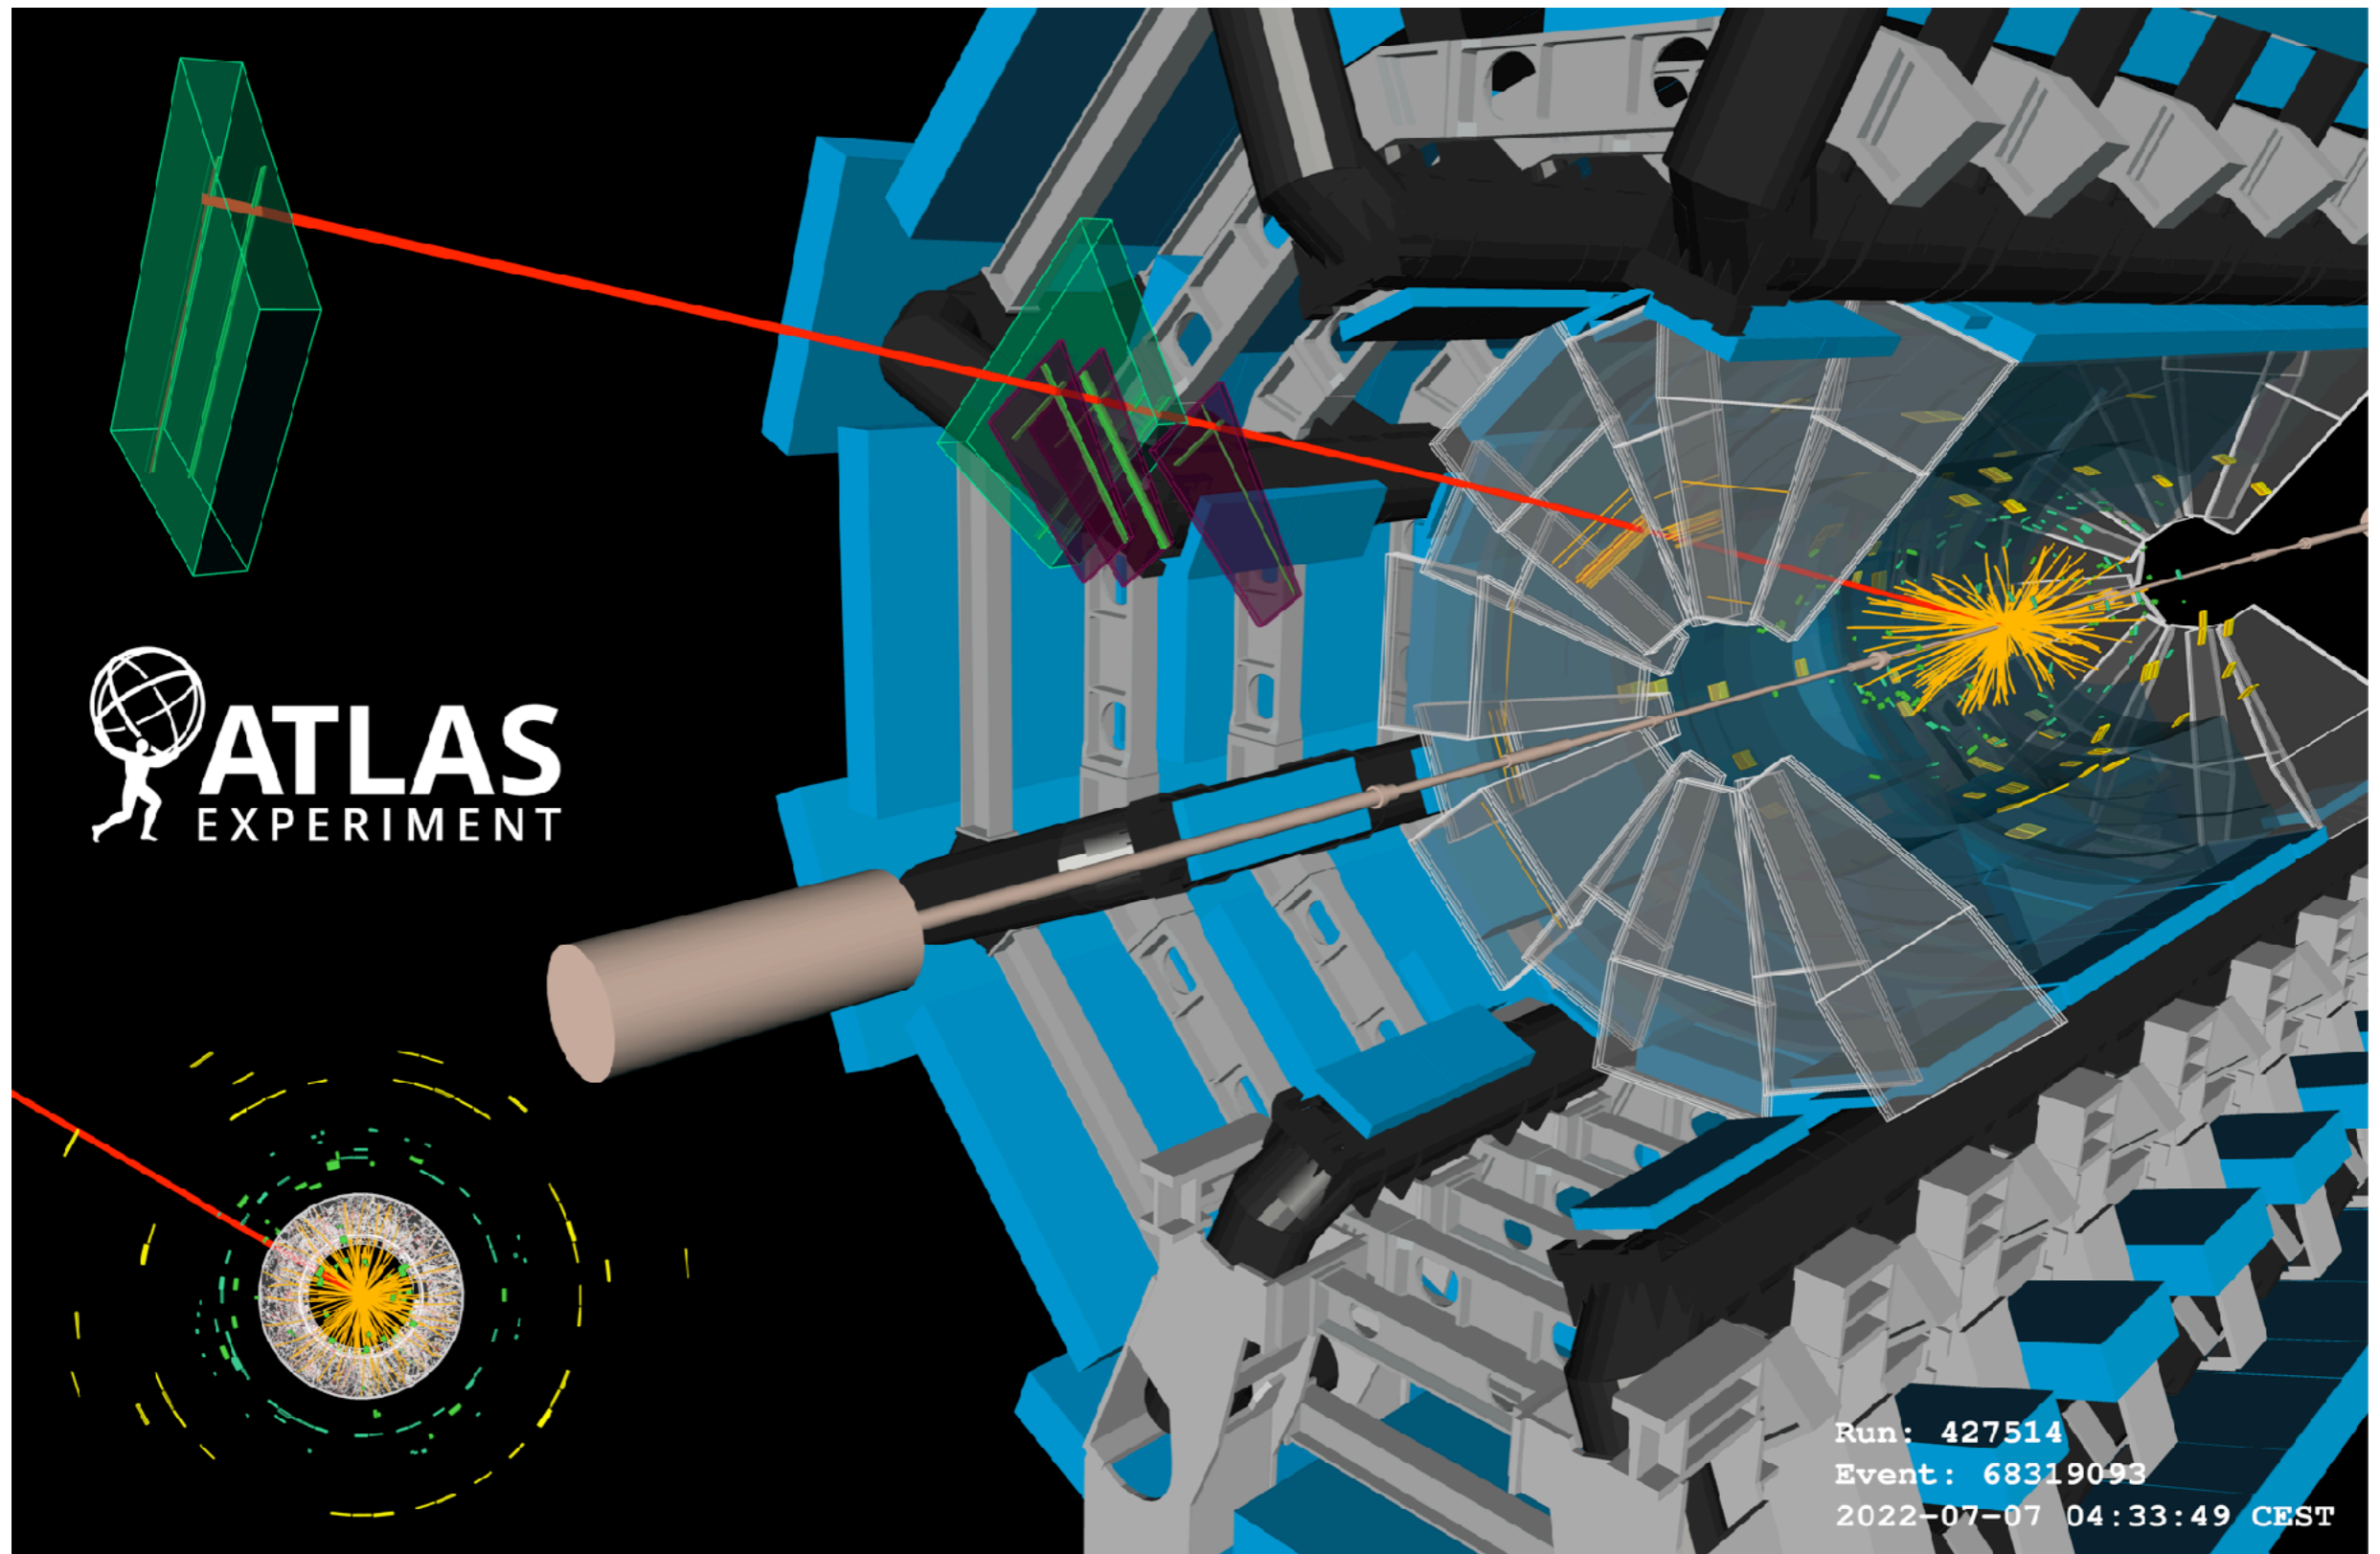 ATLAS
EXPERIMENT
Run: 427514
Event: 68319093
2022-07-07 04:33:49 CEST